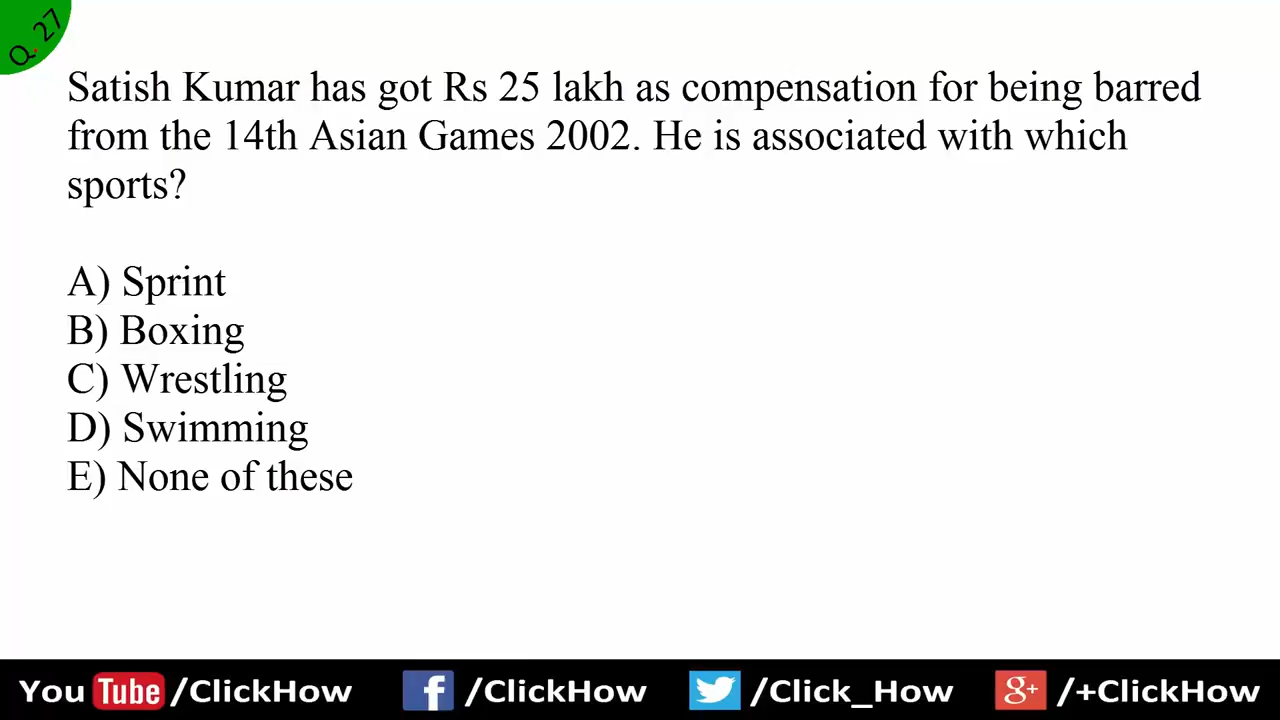 Q. 27
Satish Kumar has got Rs 25 lakh as compensation for being barred
from the 14th Asian Games 2002. He is associated with which
sports?
A) Sprint
B) Boxing
C) Wrestling
D) Swimming
E) None of these
You Tube /ClickHow f /ClickHow /Click_How g+ /+ClickHow